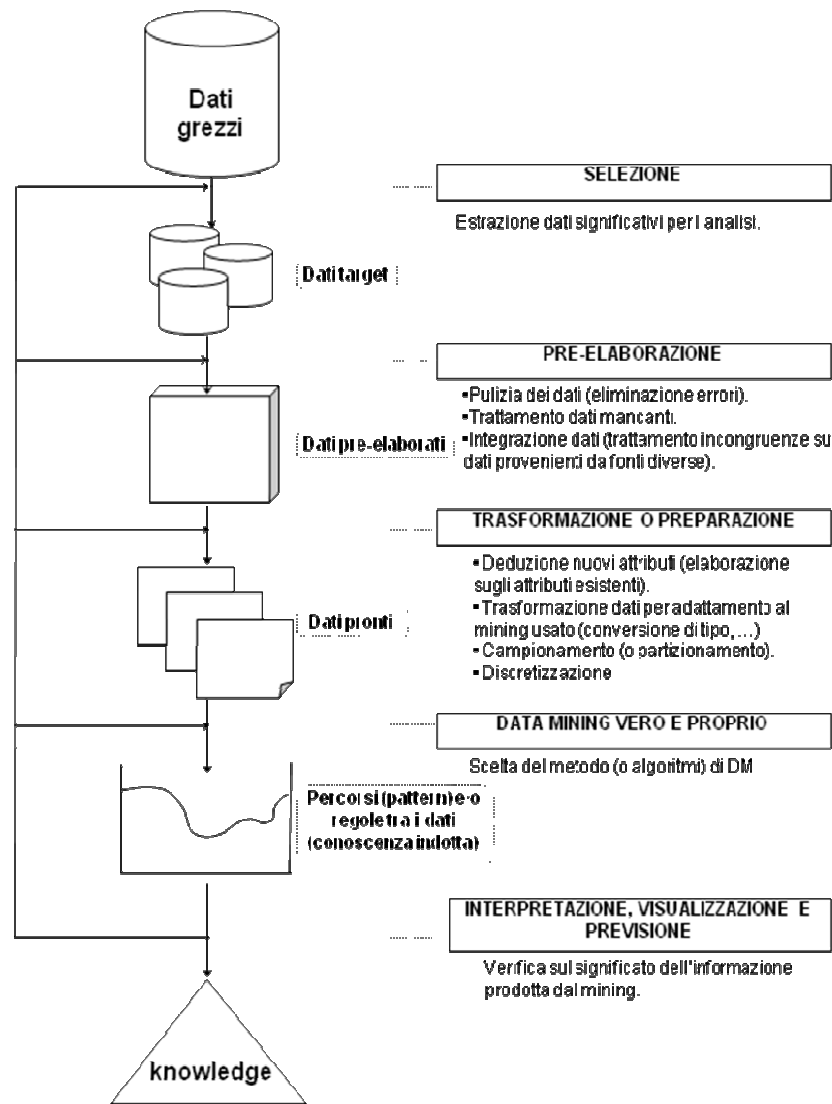 Dati
grezzi
SELEZIONE
Estrazione dati significativi per l analisi.
Dati target
PRE-ELABORAZIONE
▪Pulizia dei dati (eliminazione errori).
▪Trattamento dati mancanti.
▪Integrazione dati (trattamento incongruenze su
dati provenienti da fonti diverse).
Dati pre-elaborati
TRASFORMAZIONE O PREPARAZIONE
▪Deduzione nuovi attributi (elaborazione
sugli attributi esistenti).
▪Trasformazione dati per adattamento al
mining usato (conversione di tipo, ...)
▪Campionamento (o partizionamento).
▪Discretizzazione
Dati pronti
DATA MINING VERO E PROPRIO
Scelta del metodo (o algoritmi) di DM
Percorsi (pattern) e-o
regole tra i dati
(conoscenza indotta)
INTERPRETAZIONE, VISUALIZZAZIONE E
PREVISIONE
Verifica sul significato dell'informazione
prodotta dal mining.
knowledge